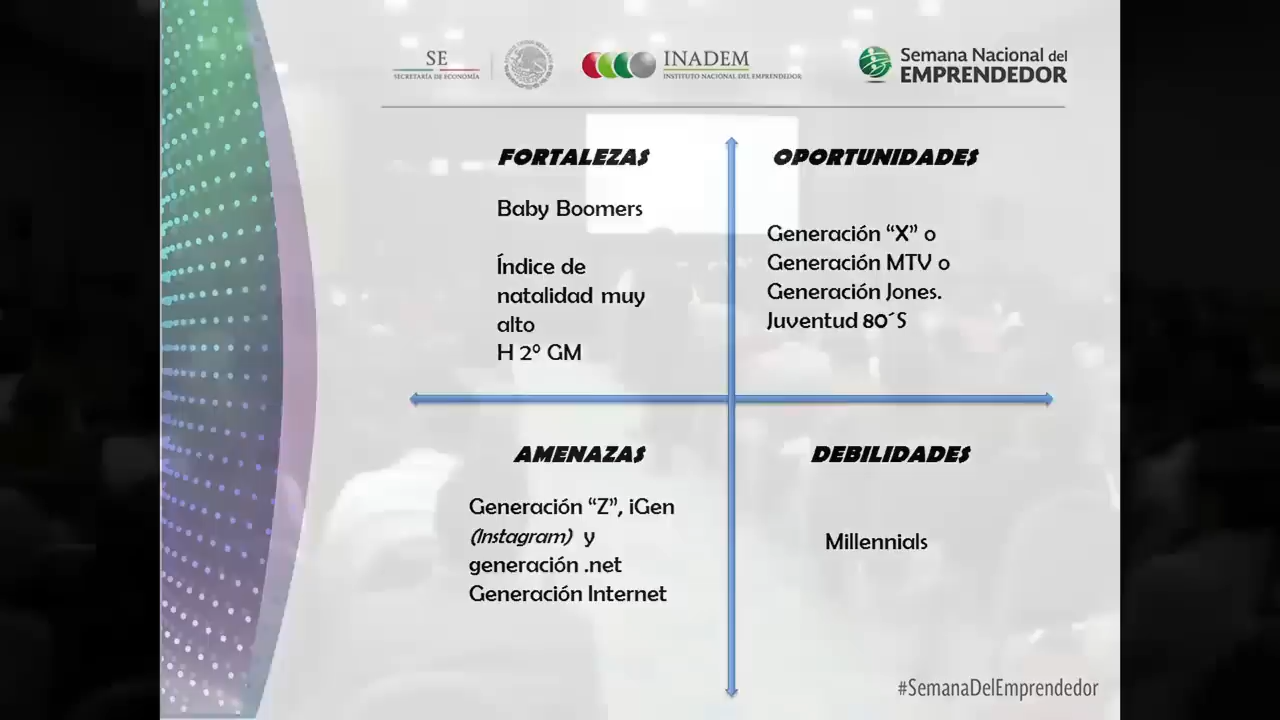 SE
SECRETARÍA DE ECONOMÍA
INADEM
INSTITUTO NACIONAL DEL EMPRENDEDOR
Semana Nacional del
EMPRENDEDOR
FORTALEZAS
Baby Boomers
Índice de
natalidad muy
alto
H 2º GM
OPORTUNIDADES
Generación “X” o
Generación MTV o
Generación Jones.
Juventud 80´S
AMENAZAS
Generación “Z”, iGen
(Instagram) y
generación .net
Generación Internet
DEBILIDADES
Millennials
#SemanaDelEmprendedor